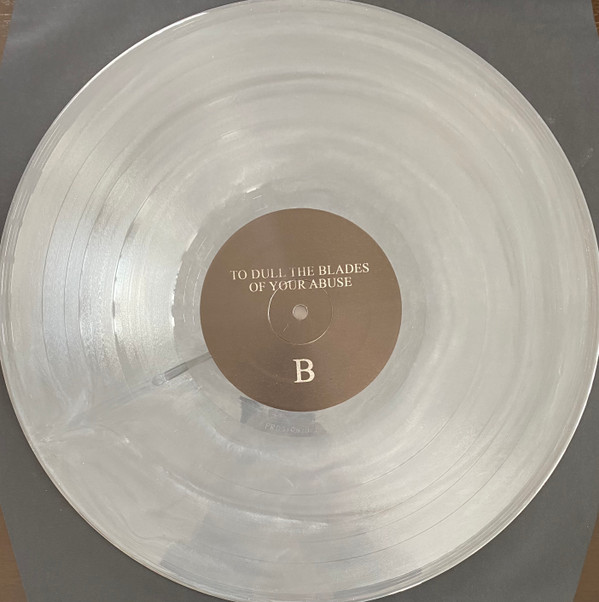 TO DULL THE BLADES
OF YOUR ABUSE
B